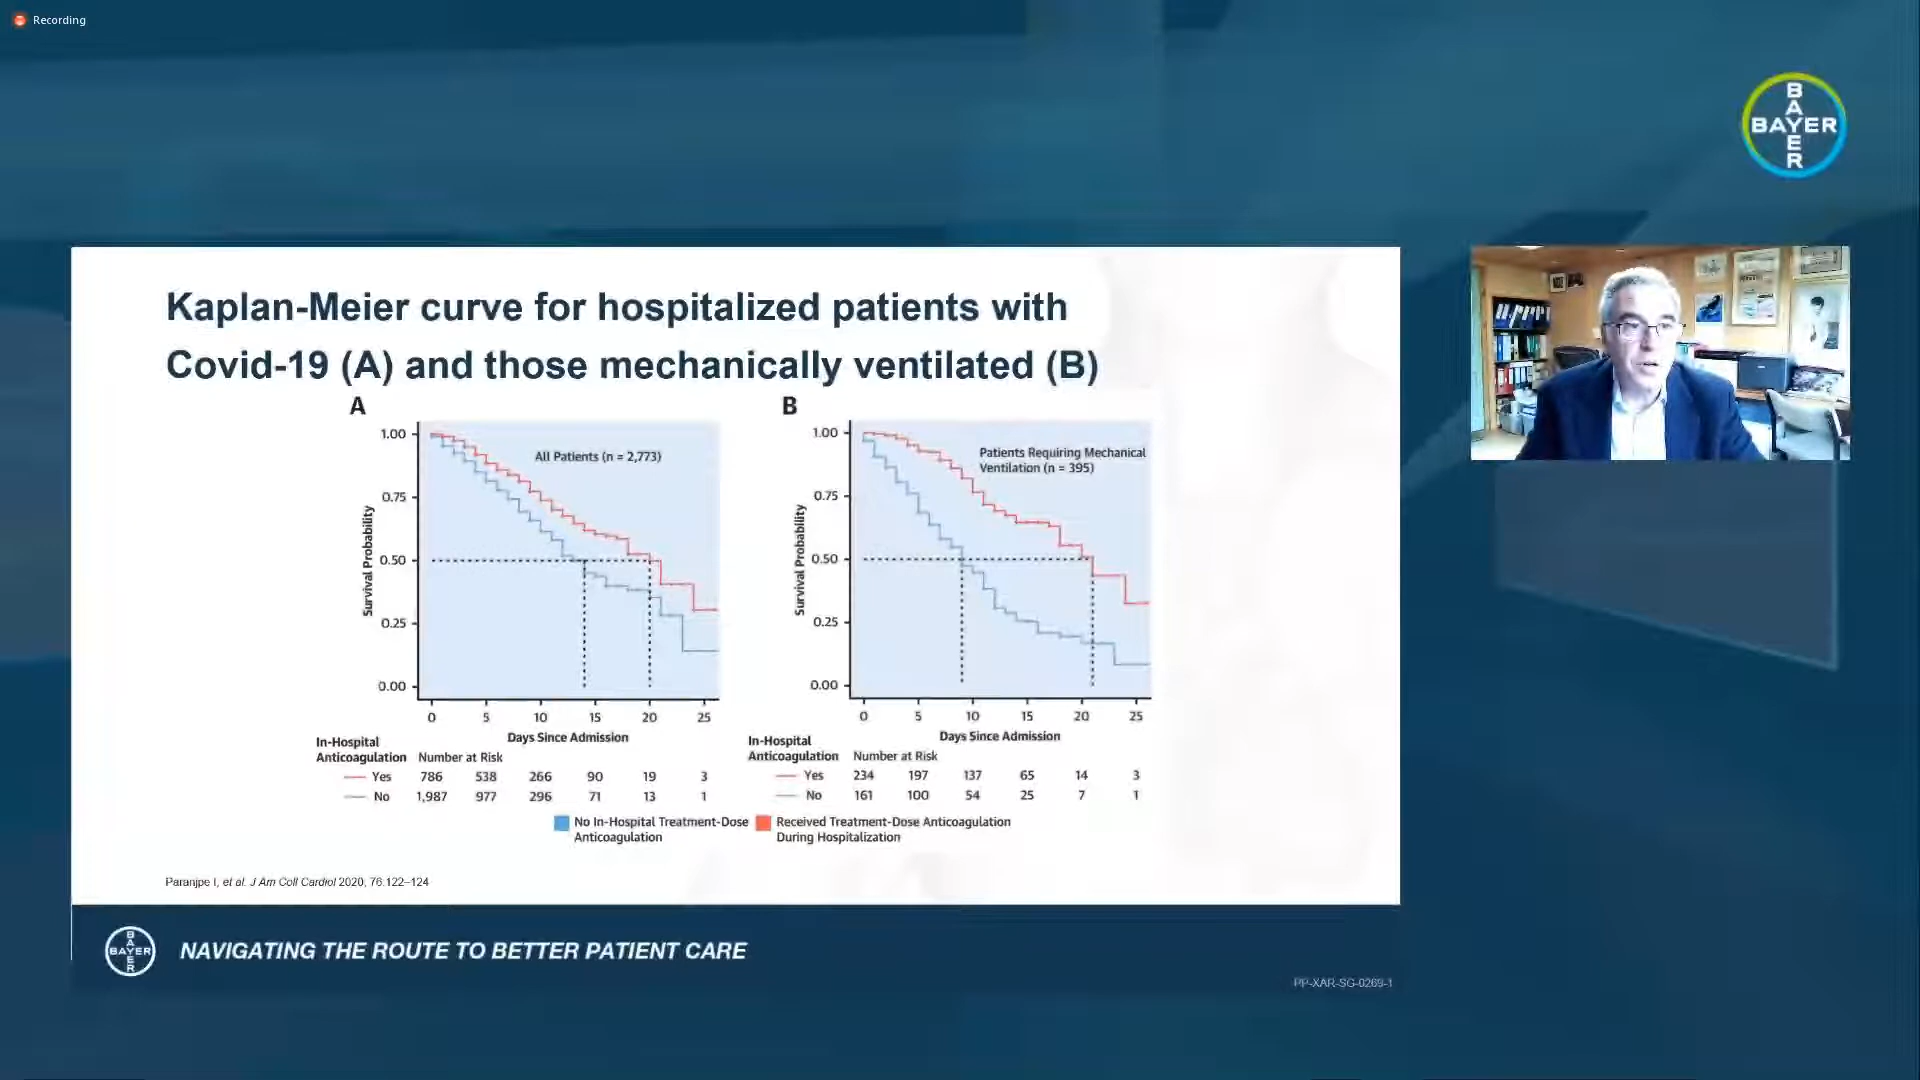 Recording
BAYER
BAYER
Kaplan-Meier curve for hospitalized patients with
Covid-19 (A) and those mechanically ventilated (B)
A
All Patients (n = 2,773)
Survival Probability
1.00
0.75
0.50
0.25
0.00
0 5 10 15 20 25
Days Since Admission
In-Hospital
Anticoagulation Number at Risk
Yes 786 538 266 90 19 3
No 1,987 977 296 71 13 1
B
Patients Requiring Mechanical
Ventilation (n = 395)
Survival Probability
1.00
0.75
0.50
0.25
0.00
0 5 10 15 20 25
Days Since Admission
In-Hospital
Anticoagulation Number at Risk
Yes 234 197 137 65 14 3
No 161 100 54 25 7 1
No In-Hospital Treatment-Dose
Anticoagulation
Received Treatment-Dose Anticoagulation
During Hospitalization
Paranjpe I, et al. J Am Coll Cardiol 2020, 76.122–124
BAYER
BAYER
NAVIGATING THE ROUTE TO BETTER PATIENT CARE
PP-XAR-SG-0269-1